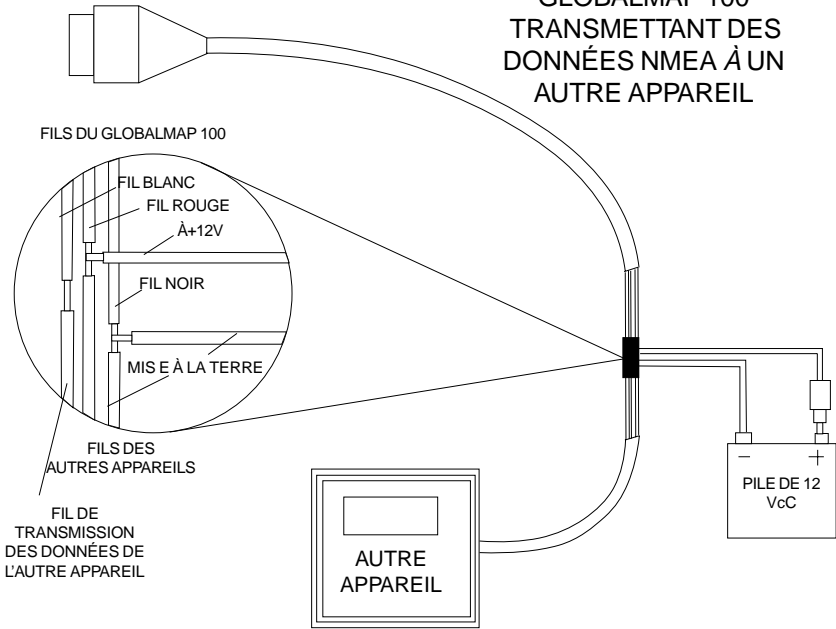 GLOBALMAP 100
TRANSMETTANT DES
DONNÉES NMEA À UN
AUTRE APPAREIL
FILS DU GLOBALMAP 100
FIL BLANC
FIL ROUGE
À+12V
FIL NOIR
MIS E À LA TERRE
FILS DES
AUTRES APPAREILS
FIL DE
TRANSMISSION
DES DONNÉES DE
L'AUTRE APPAREIL
AUTRE
APPAREIL
– +
PILE DE 12
VcC